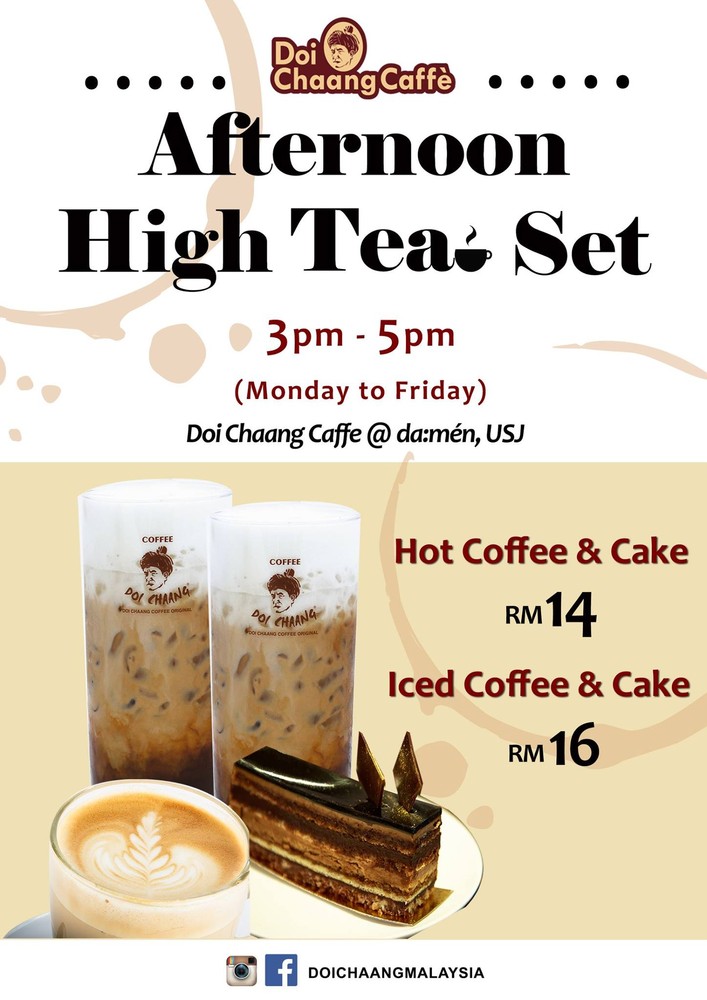 Doi
Chaang Caffè
Afternoon
High Tea Set
3pm - 5pm
(Monday to Friday)
Doi Chaang Caffe @ da:mén, USJ
COFFEE
DOI CHAANG
DOI CHAANG COFFEE ORIGINAL
COFFEE
DOI CHAANG
DOI CHAANG COFFEE ORIGINAL
Hot Coffee & Cake
RM14
Iced Coffee & Cake
RM16
DOICHAANGMALAYSIA